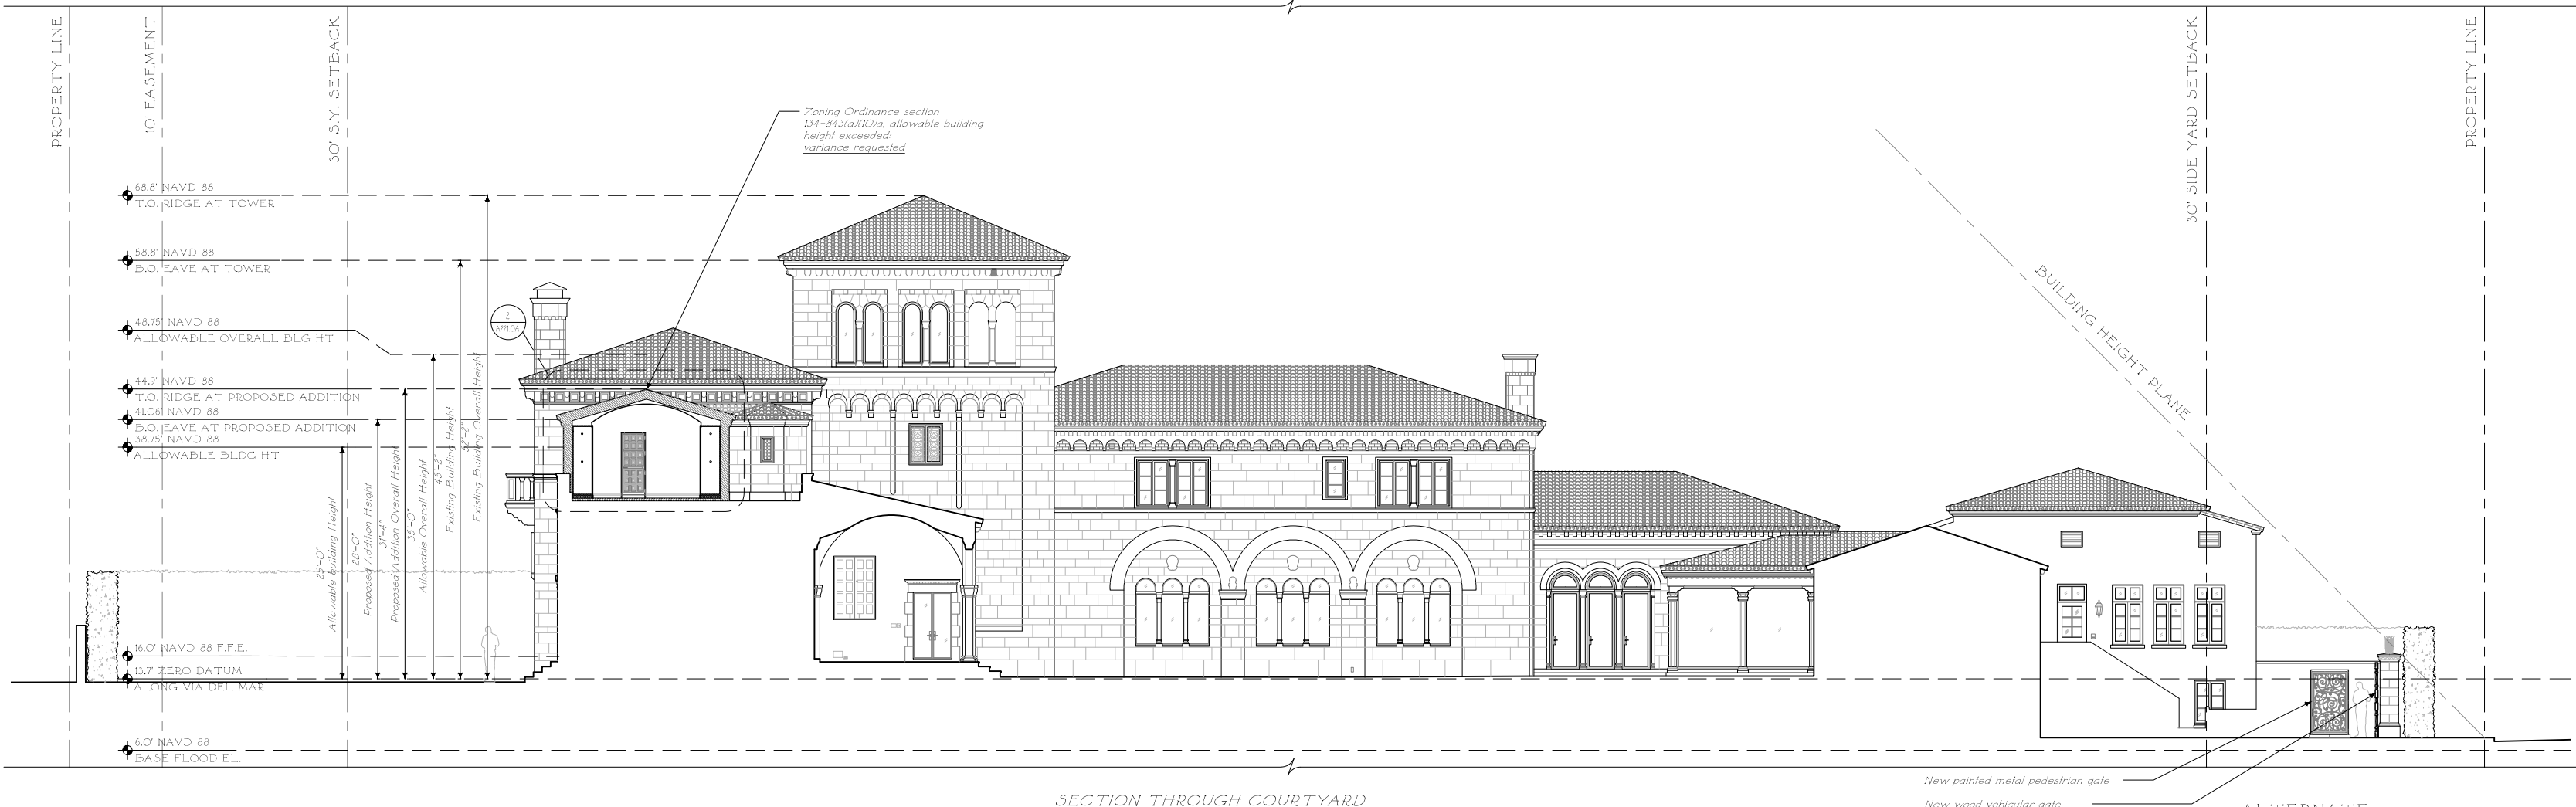 PROPERTY LINE
10' EASEMENT
30' S.Y. SETBACK
30' SIDE YARD SETBACK
PROPERTY LINE
Zoning Ordinance section
134-843(a)(10)a, allowable building
height exceeded:
variance requested
68.8' NAVD 88
T.O. RIDGE AT TOWER
58.8' NAVD 88
B.O. EAVE AT TOWER
48.75' NAVD 88
ALLOWABLE OVERALL BLG HT
44.9' NAVD 88
T.O. RIDGE AT PROPOSED ADDITION
41.06' NAVD 88
B.O. EAVE AT PROPOSED ADDITION
38.75' NAVD 88
ALLOWABLE BLDG HT
16.0' NAVD 88 F.F.E.
13.7' ZERO DATUM
ALONG VIA DEL MAR
6.0' NAVD 88
BASE FLOOD EL.
25'-0"
Allowable building Height
28'-0"
Proposed Addition Height
31'-4"
Proposed Addition Overall Height
35'-0"
Allowable Overall Height
45'-2"
Existing Building Height
Existing Building Overall Height
2
BUILDING HEIGHT PLANE
New painted metal pedestrian gate
New wood vehicular gate
SECTION THROUGH COURTYARD
ALTERNATE